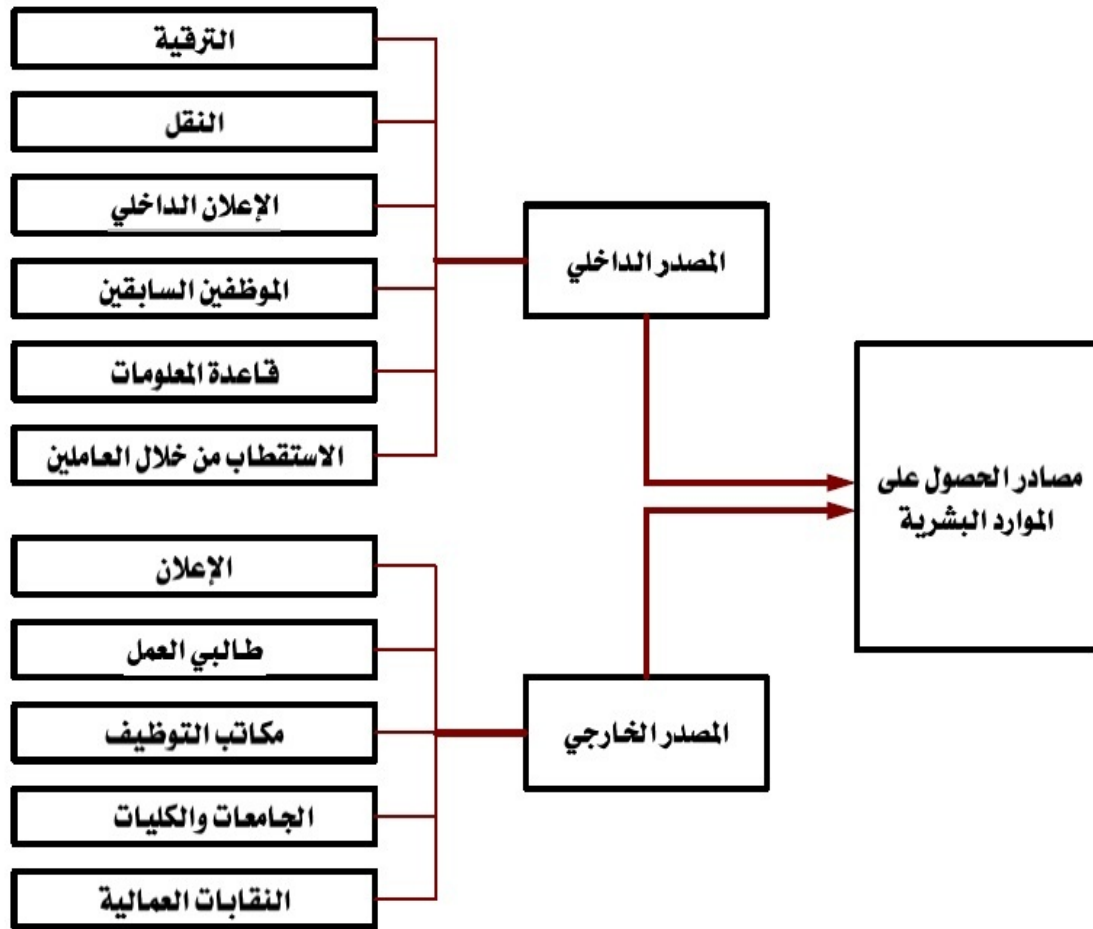 مصادر الحصول على
الموارد البشرية
المصدر الداخلي
الترقية
النقل
الإعلان الداخلي
الموظفين السابقين
قاعدة المعلومات
الاستقطاب من خلال العاملين
المصدر الخارجي
الإعلان
طالبي العمل
مكاتب التوظيف
الجامعات والكليات
النقابات العمالية